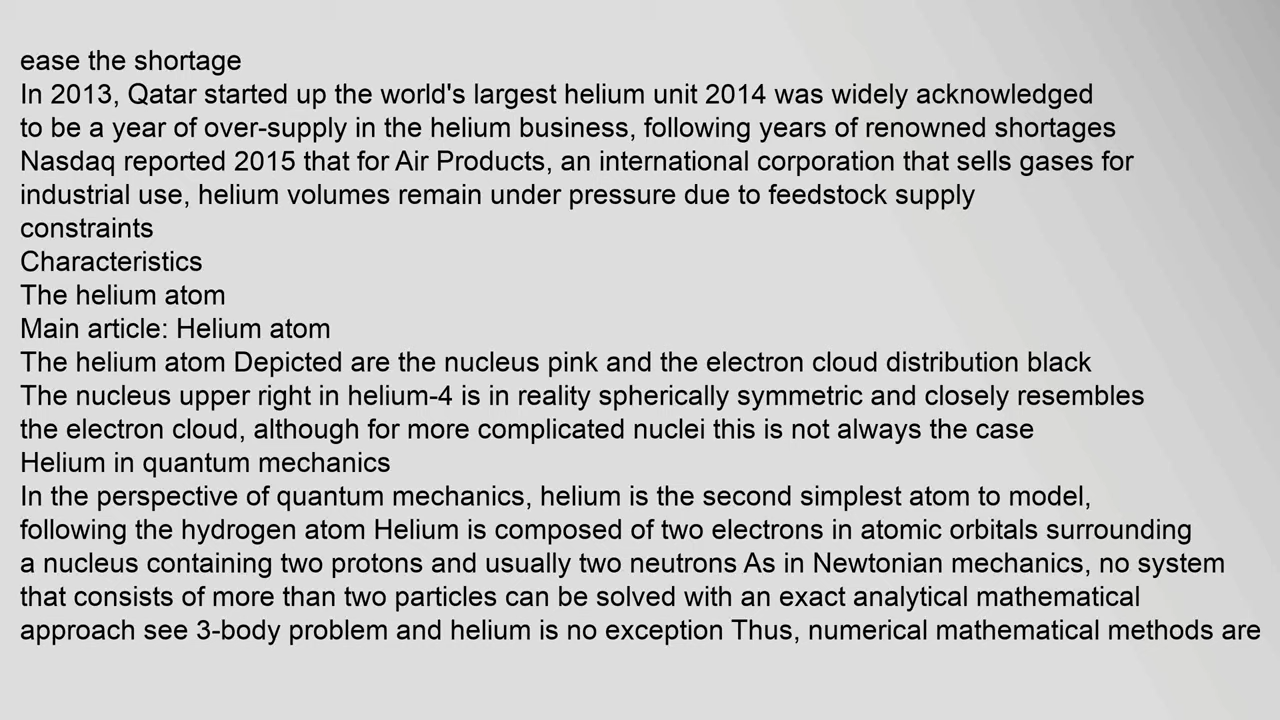 ease the shortage
In 2013, Qatar started up the world's largest helium unit 2014 was widely acknowledged
to be a year of over-supply in the helium business, following years of renowned shortages
Nasdaq reported 2015 that for Air Products, an international corporation that sells gases for
industrial use, helium volumes remain under pressure due to feedstock supply
constraints
Characteristics
The helium atom
Main article: Helium atom
The helium atom Depicted are the nucleus pink and the electron cloud distribution black
The nucleus upper right in helium-4 is in reality spherically symmetric and closely resembles
the electron cloud, although for more complicated nuclei this is not always the case
Helium in quantum mechanics
In the perspective of quantum mechanics, helium is the second simplest atom to model,
following the hydrogen atom Helium is composed of two electrons in atomic orbitals surrounding
a nucleus containing two protons and usually two neutrons As in Newtonian mechanics, no system
that consists of more than two particles can be solved with an exact analytical mathematical
approach see 3-body problem and helium is no exception Thus, numerical mathematical methods are